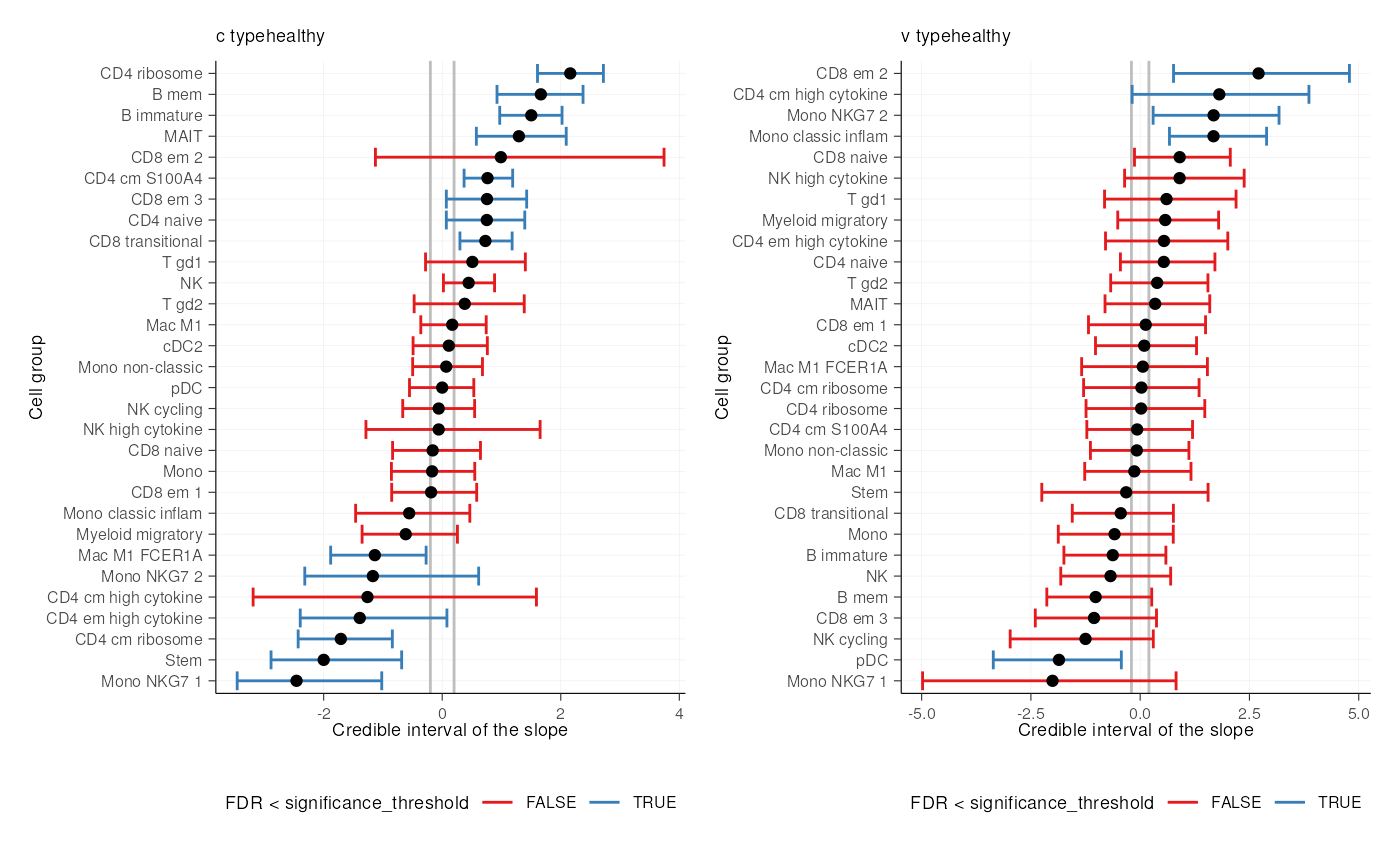 c typehealthy
Cell group
CD4 ribosome
B mem
B immature
MAIT
CD8 em 2
CD4 cm S100A4
CD8 em 3
CD4 naive
CD8 transitional
T gd1
NK
T gd2
Mac M1
cDC2
Mono non-classic
pDC
NK cycling
NK high cytokine
CD8 naive
Mono
CD8 em 1
Mono classic inflam
Myeloid migratory
Mac M1 FCER1A
Mono NKG7 2
CD4 cm high cytokine
CD4 em high cytokine
CD4 cm ribosome
Stem
Mono NKG7 1
-2 0 2 4
Credible interval of the slope
FDR < significance_threshold FALSE TRUE
v typehealthy
Cell group
CD8 em 2
CD4 cm high cytokine
Mono NKG7 2
Mono classic inflam
CD8 naive
NK high cytokine
T gd1
Myeloid migratory
CD4 em high cytokine
CD4 naive
T gd2
MAIT
CD8 em 1
cDC2
Mac M1 FCER1A
CD4 cm ribosome
CD4 ribosome
CD4 cm S100A4
Mono non-classic
Mac M1
Stem
CD8 transitional
Mono
B immature
NK
B mem
CD8 em 3
NK cycling
pDC
Mono NKG7 1
-5.0 -2.5 0.0 2.5 5.0
Credible interval of the slope
FDR < significance_threshold FALSE TRUE